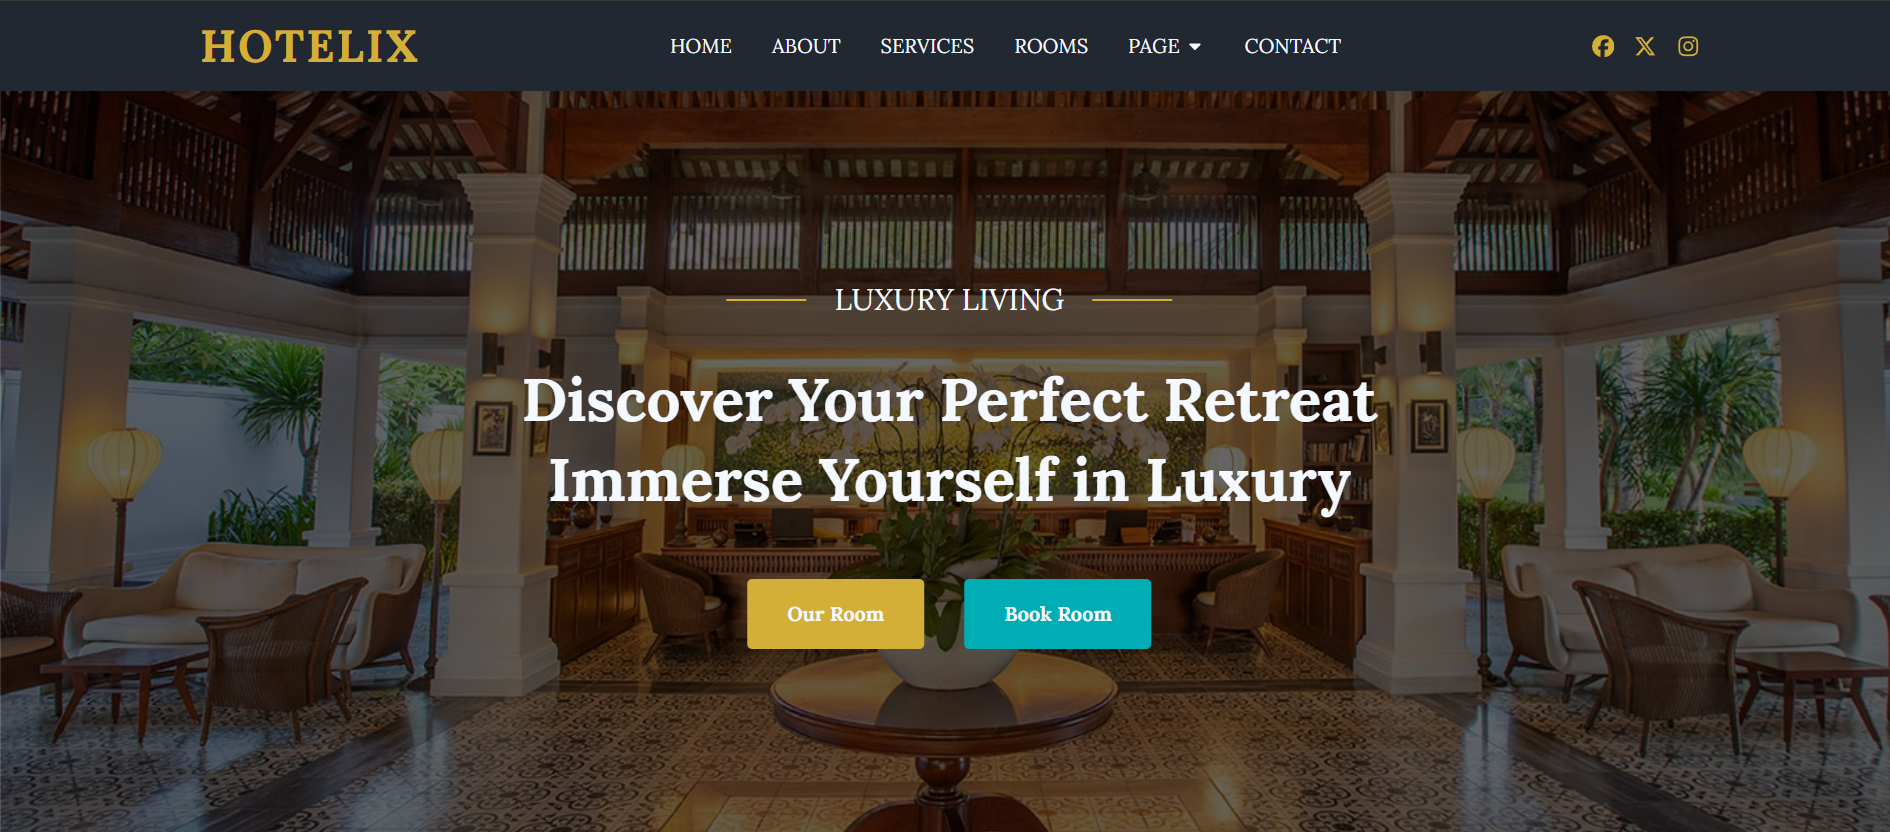 HOTELIX
HOME ABOUT SERVICES ROOMS PAGE CONTACT
LUXURY LIVING
Discover Your Perfect Retreat
Immerse Yourself in Luxury
Our Room Book Room